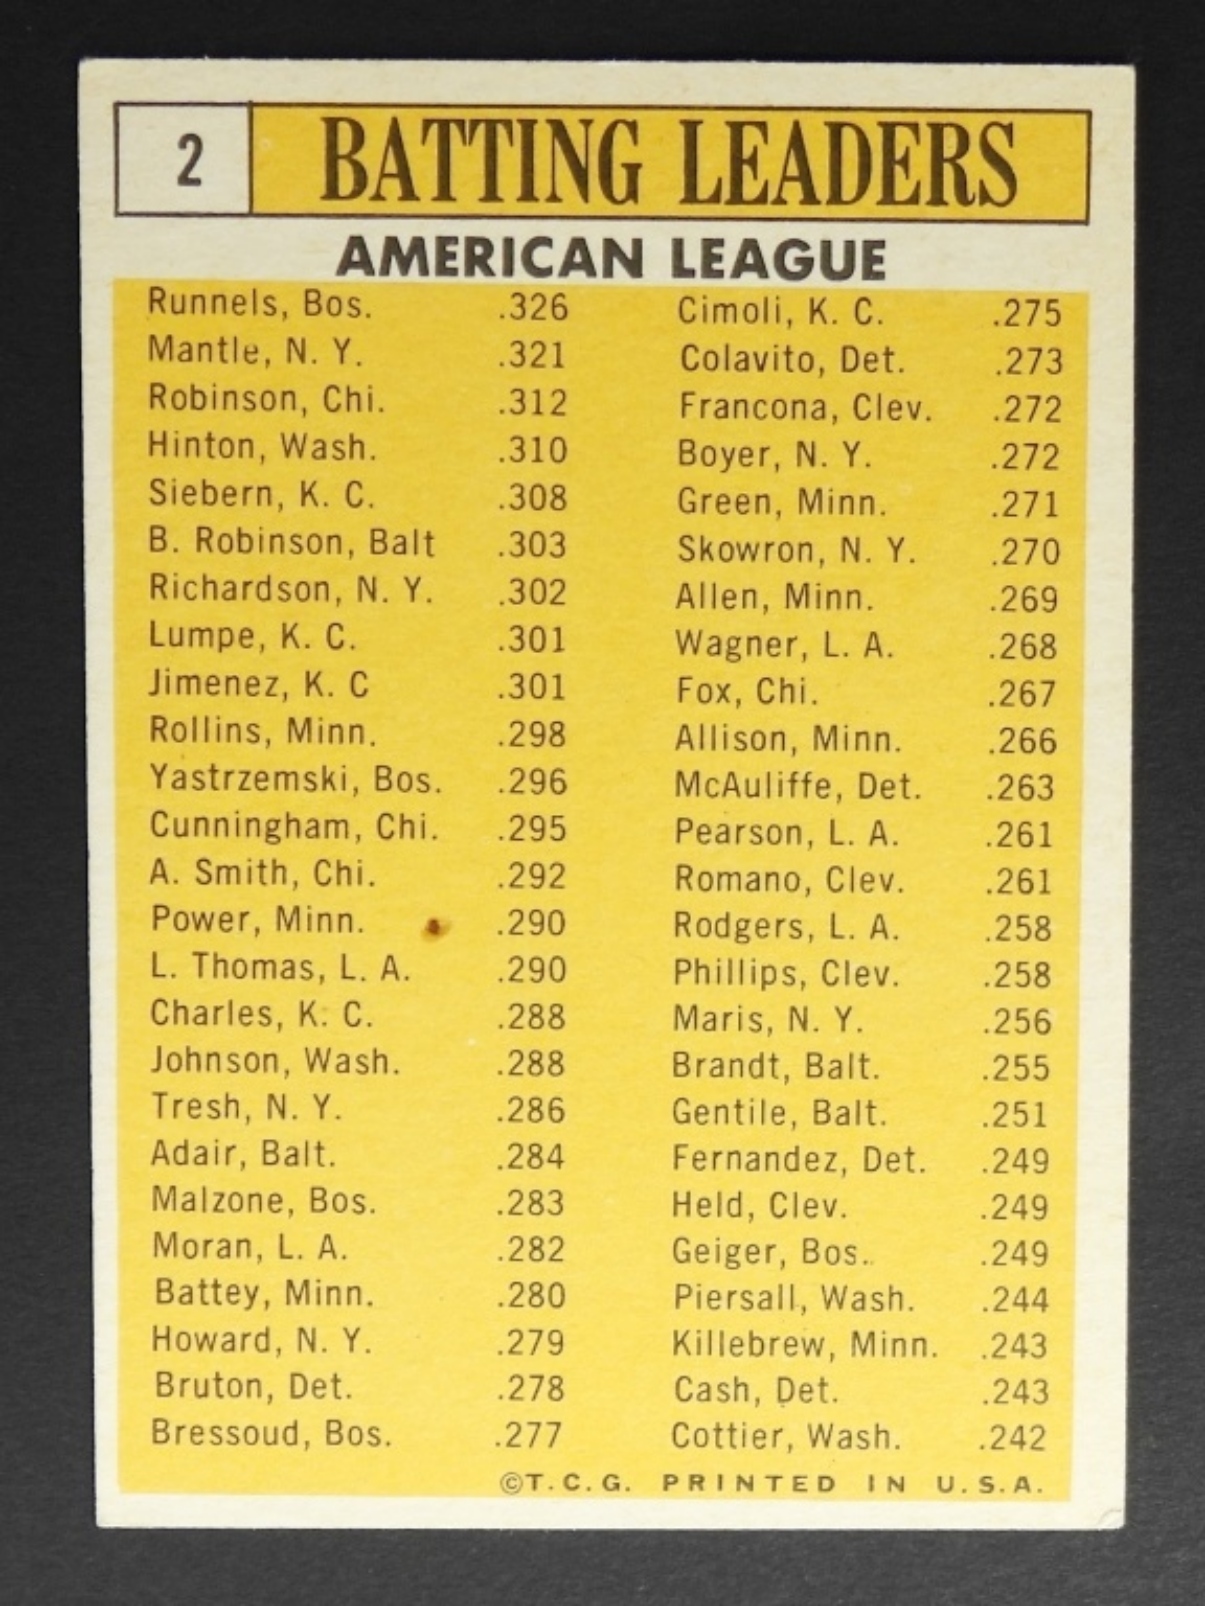 2 BATTING LEADERS
AMERICAN LEAGUE
Runnels, Bos. .326
Mantle, N. Y. .321
Robinson, Chi. .312
Hinton, Wash. .310
Siebern, K. C. .308
B. Robinson, Balt .303
Richardson, N. Y. .302
Lumpe, K. C. .301
Jimenez, K. C .301
Rollins, Minn. .298
Yastrzemski, Bos. .296
Cunningham, Chi. .295
A. Smith, Chi. .292
Power, Minn. .290
L. Thomas, L. A. .290
Charles, K. C. .288
Johnson, Wash. .288
Tresh, N. Y. .286
Adair, Balt. .284
Malzone, Bos. .283
Moran, L. A. .282
Battey, Minn. .280
Howard, N. Y. .279
Bruton, Det. .278
Bressoud, Bos. .277
Cimoli, K. C. .275
Colavito, Det. .273
Francona, Clev. .272
Boyer, N. Y. .272
Green, Minn. .271
Skowron, N. Y. .270
Allen, Minn. .269
Wagner, L. A. .268
Fox, Chi. .267
Allison, Minn. .266
McAuliffe, Det. .263
Pearson, L. A. .261
Romano, Clev. .261
Rodgers, L. A. .258
Phillips, Clev. .258
Maris, N. Y. .256
Brandt, Balt. .255
Gentile, Balt. .251
Fernandez, Det. .249
Held, Clev. .249
Geiger, Bos.. .249
Piersall, Wash. .244
Killebrew, Minn. .243
Cash, Det. .243
Cottier, Wash. .242
©T.C.G. PRINTED IN U.S.A.